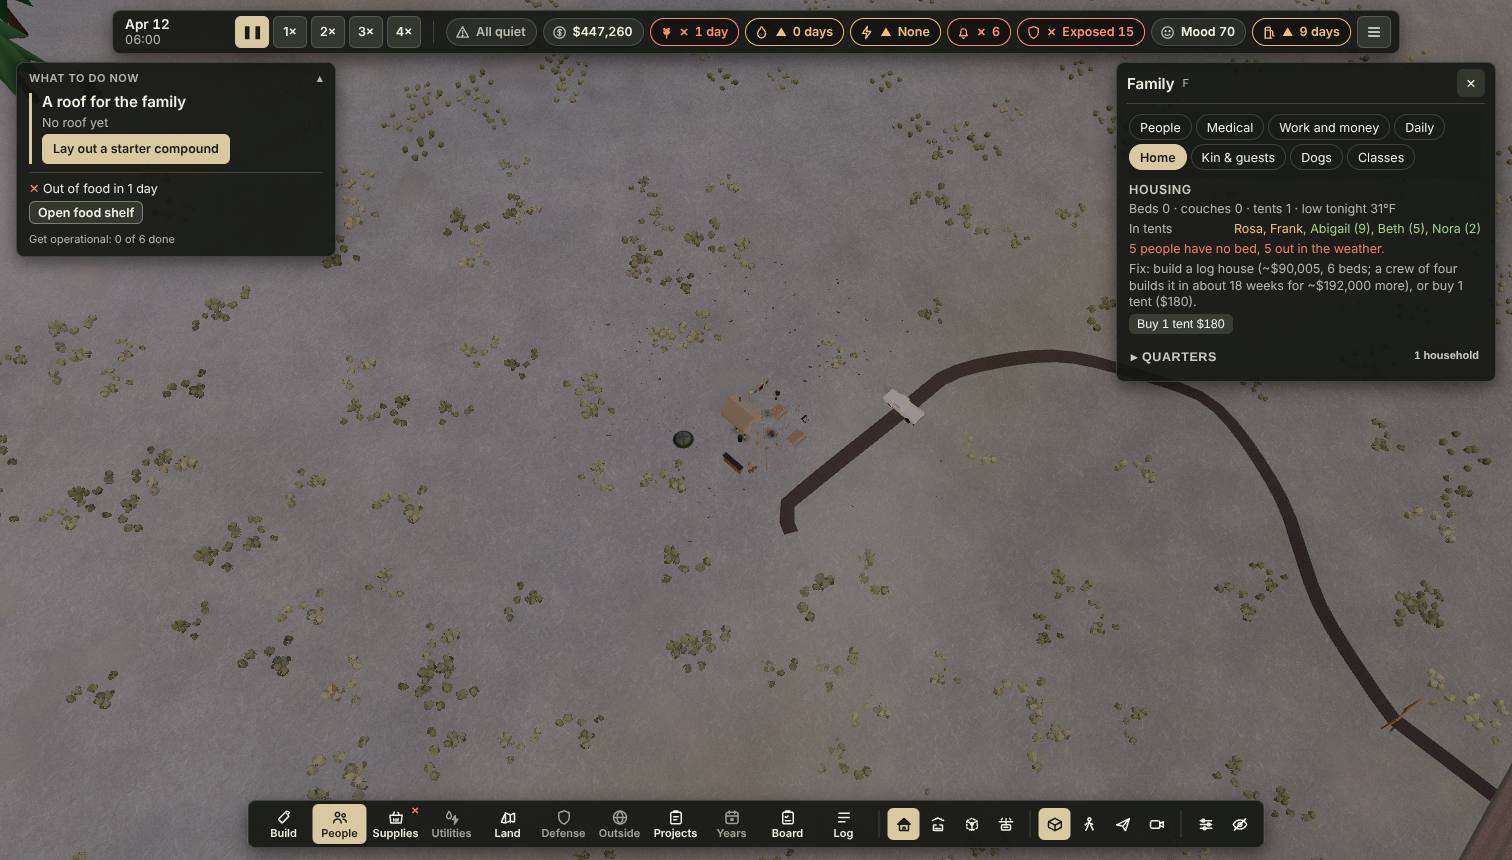 Apr 12
06:00
1×
2×
3×
4×
All quiet
$447,260
× 1 day
▲ 0 days
▲ None
× 6
× Exposed 15
Mood 70
▲ 9 days
WHAT TO DO NOW ▲
A roof for the family
No roof yet
Lay out a starter compound
× Out of food in 1 day
Open food shelf
Get operational: 0 of 6 done
Family F ×
People Medical Work and money Daily
Home Kin & guests Dogs Classes
HOUSING
Beds 0 · couches 0 · tents 1 · low tonight 31°F
In tents Rosa, Frank, Abigail (9), Beth (5), Nora (2)
5 people have no bed, 5 out in the weather.
Fix: build a log house (~$90,005, 6 beds; a crew of four
builds it in about 18 weeks for ~$192,000 more), or buy 1
tent ($180).
Buy 1 tent $180
▸ QUARTERS 1 household
Build
People
Supplies ×
Utilities
Land
Defense
Outside
Projects
Years
Board
Log